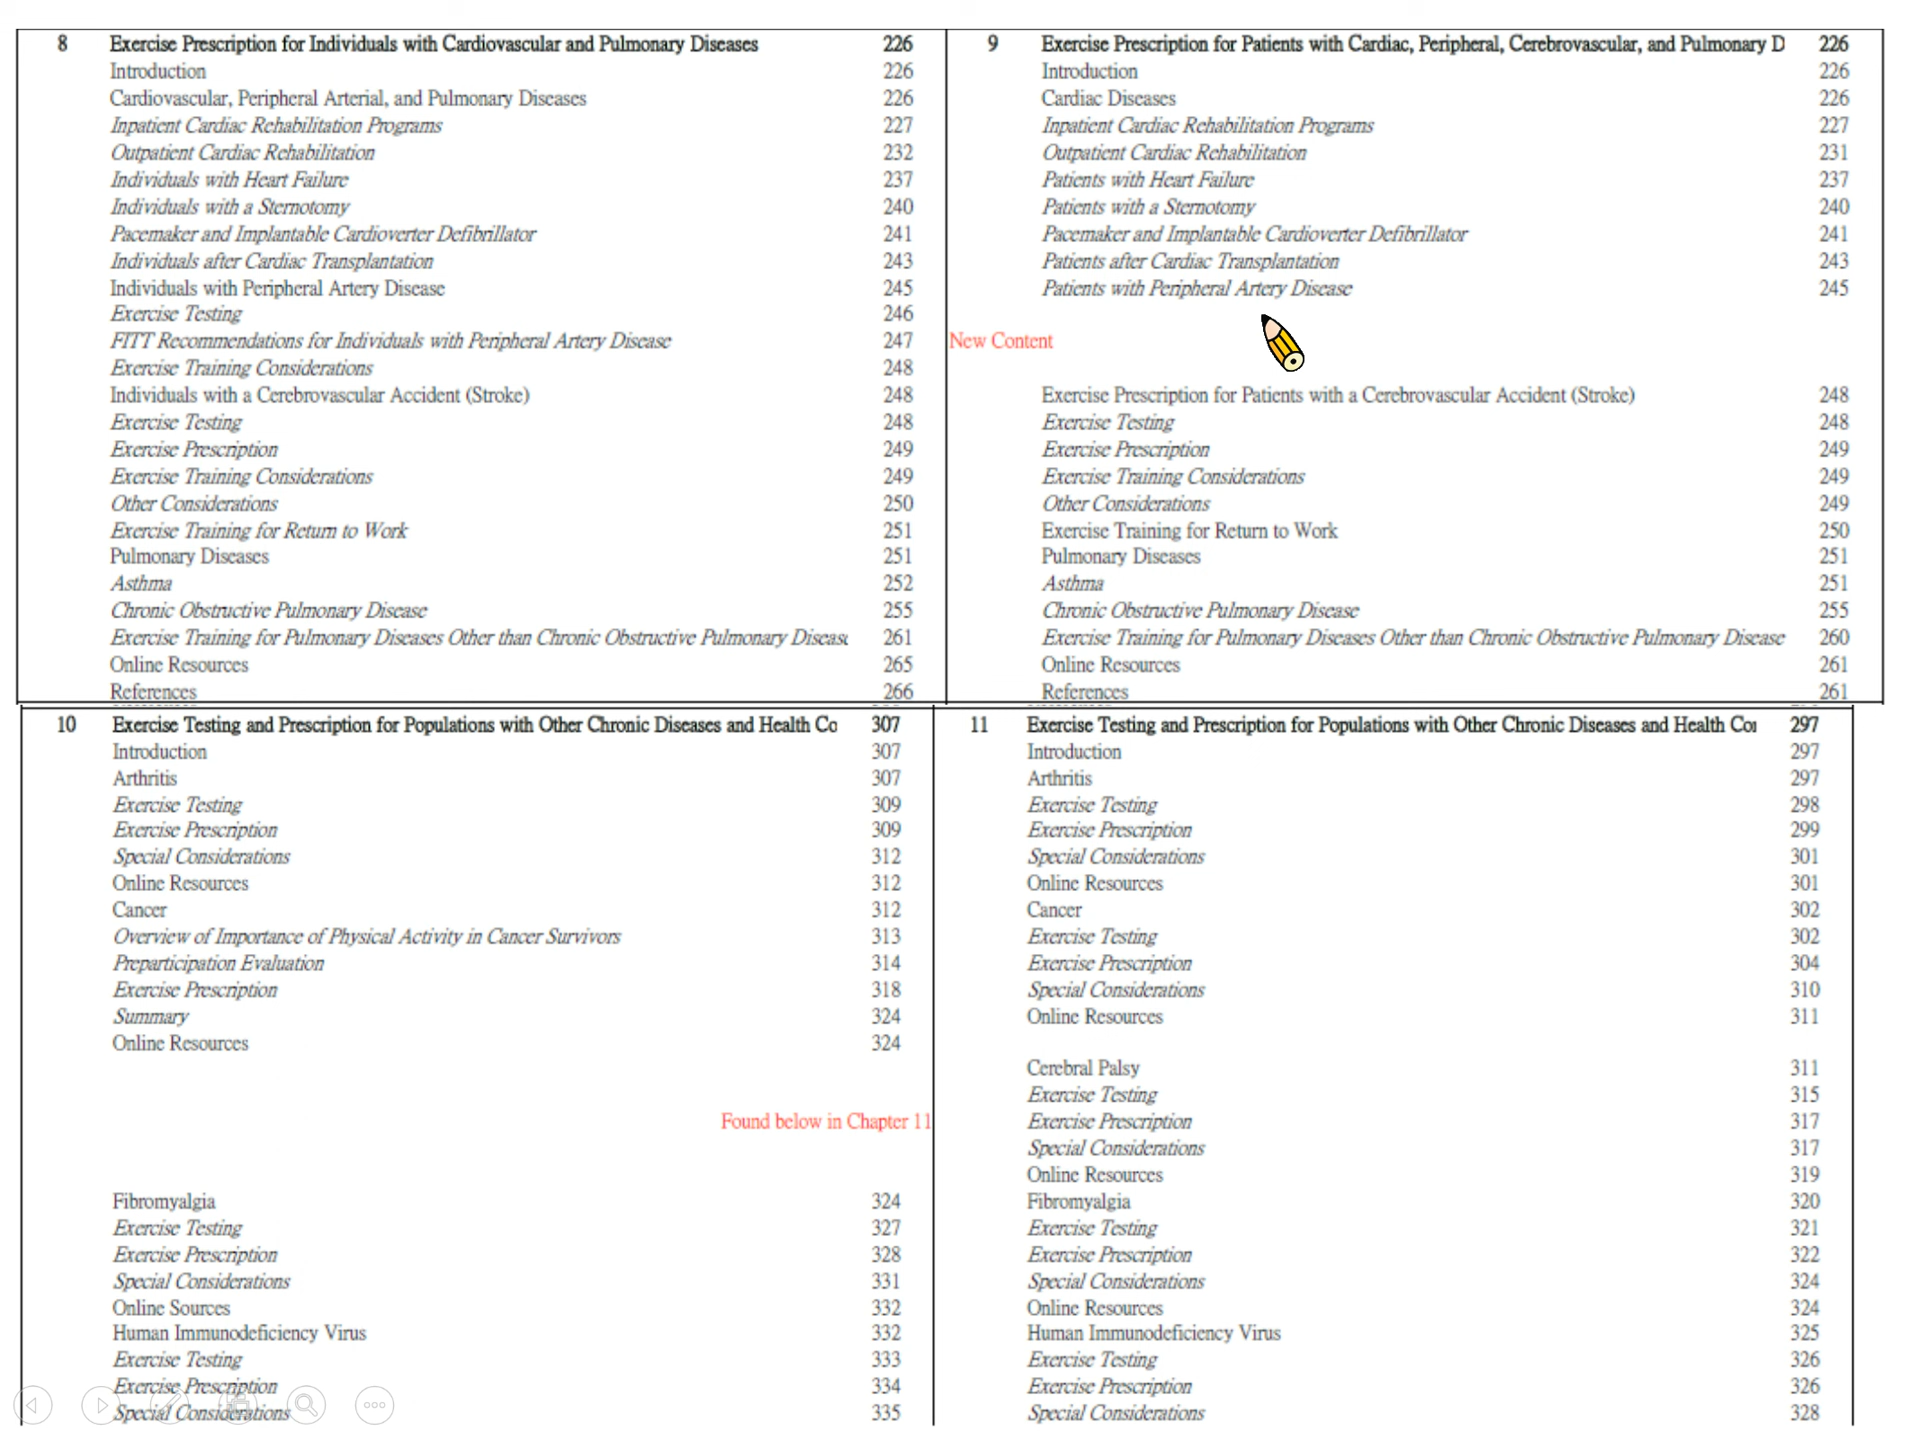 8 Exercise Prescription for Individuals with Cardiovascular and Pulmonary Diseases 226
Introduction 226
Cardiovascular, Peripheral Arterial, and Pulmonary Diseases 226
Inpatient Cardiac Rehabilitation Programs 227
Outpatient Cardiac Rehabilitation 232
Individuals with Heart Failure 237
Individuals with a Sternotomy 240
Pacemaker and Implantable Cardioverter Defibrillator 241
Individuals after Cardiac Transplantation 243
Individuals with Peripheral Artery Disease 245
Exercise Testing 246
FITT Recommendations for Individuals with Peripheral Artery Disease 247
Exercise Training Considerations 248
Individuals with a Cerebrovascular Accident (Stroke) 248
Exercise Testing 248
Exercise Prescription 249
Exercise Training Considerations 249
Other Considerations 250
Exercise Training for Return to Work 251
Pulmonary Diseases 251
Asthma 252
Chronic Obstructive Pulmonary Disease 255
Exercise Training for Pulmonary Diseases Other than Chronic Obstructive Pulmonary Disease 261
Online Resources 265
References 266
9 Exercise Prescription for Patients with Cardiac, Peripheral, Cerebrovascular, and Pulmonary D 226
Introduction 226
Cardiac Diseases 226
Inpatient Cardiac Rehabilitation Programs 227
Outpatient Cardiac Rehabilitation 231
Patients with Heart Failure 237
Patients with a Sternotomy 240
Pacemaker and Implantable Cardioverter Defibrillator 241
Patients after Cardiac Transplantation 243
Patients with Peripheral Artery Disease 245
New Content
Exercise Prescription for Patients with a Cerebrovascular Accident (Stroke) 248
Exercise Testing 248
Exercise Prescription 249
Exercise Training Considerations 249
Other Considerations 249
Exercise Training for Return to Work 250
Pulmonary Diseases 251
Asthma 251
Chronic Obstructive Pulmonary Disease 255
Exercise Training for Pulmonary Diseases Other than Chronic Obstructive Pulmonary Disease 260
Online Resources 261
References 261
10 Exercise Testing and Prescription for Populations with Other Chronic Diseases and Health Co 307
Introduction 307
Arthritis 307
Exercise Testing 309
Exercise Prescription 309
Special Considerations 312
Online Resources 312
Cancer 312
Overview of Importance of Physical Activity in Cancer Survivors 313
Preparticipation Evaluation 314
Exercise Prescription 318
Summary 324
Online Resources 324
Found below in Chapter 11
Fibromyalgia 324
Exercise Testing 327
Exercise Prescription 328
Special Considerations 331
Online Sources 332
Human Immunodeficiency Virus 332
Exercise Testing 333
Exercise Prescription 334
Special Considerations 335
11 Exercise Testing and Prescription for Populations with Other Chronic Diseases and Health Con 297
Introduction 297
Arthritis 297
Exercise Testing 298
Exercise Prescription 299
Special Considerations 301
Online Resources 301
Cancer 302
Exercise Testing 302
Exercise Prescription 304
Special Considerations 310
Online Resources 311
Cerebral Palsy 311
Exercise Testing 315
Exercise Prescription 317
Special Considerations 317
Online Resources 319
Fibromyalgia 320
Exercise Testing 321
Exercise Prescription 322
Special Considerations 324
Online Resources 324
Human Immunodeficiency Virus 325
Exercise Testing 326
Exercise Prescription 326
Special Considerations 328